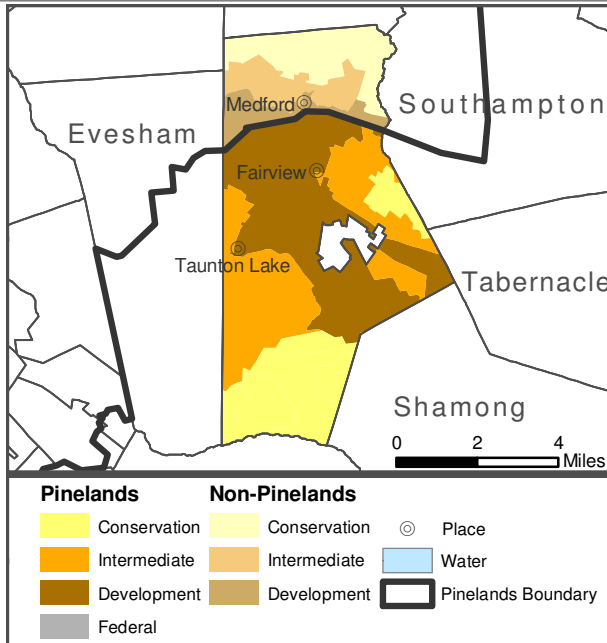 Medford
Southampton
Evesham
Fairview
Taunton Lake
Tabernacle
Shamong
0 2 4
Miles
Pinelands Non-Pinelands
Conservation Conservation Place
Intermediate Intermediate Water
Development Development Pinelands Boundary
Federal